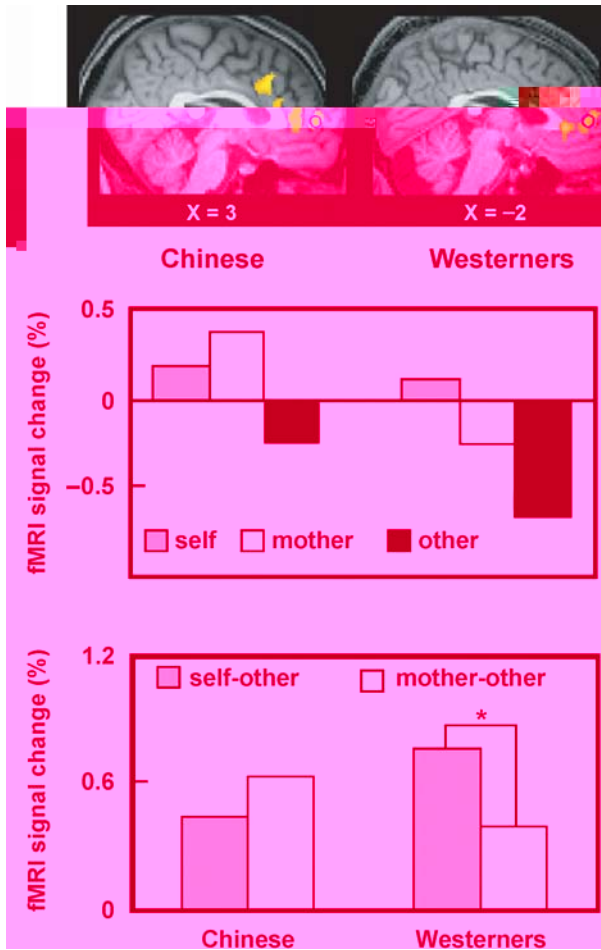 X = 3 X = –2
Chinese Westerners
fMRI signal change (%)
0.5
0
–0.5
self mother other
fMRI signal change (%)
1.2
self-other mother-other
*
0.6
0
Chinese Westerners